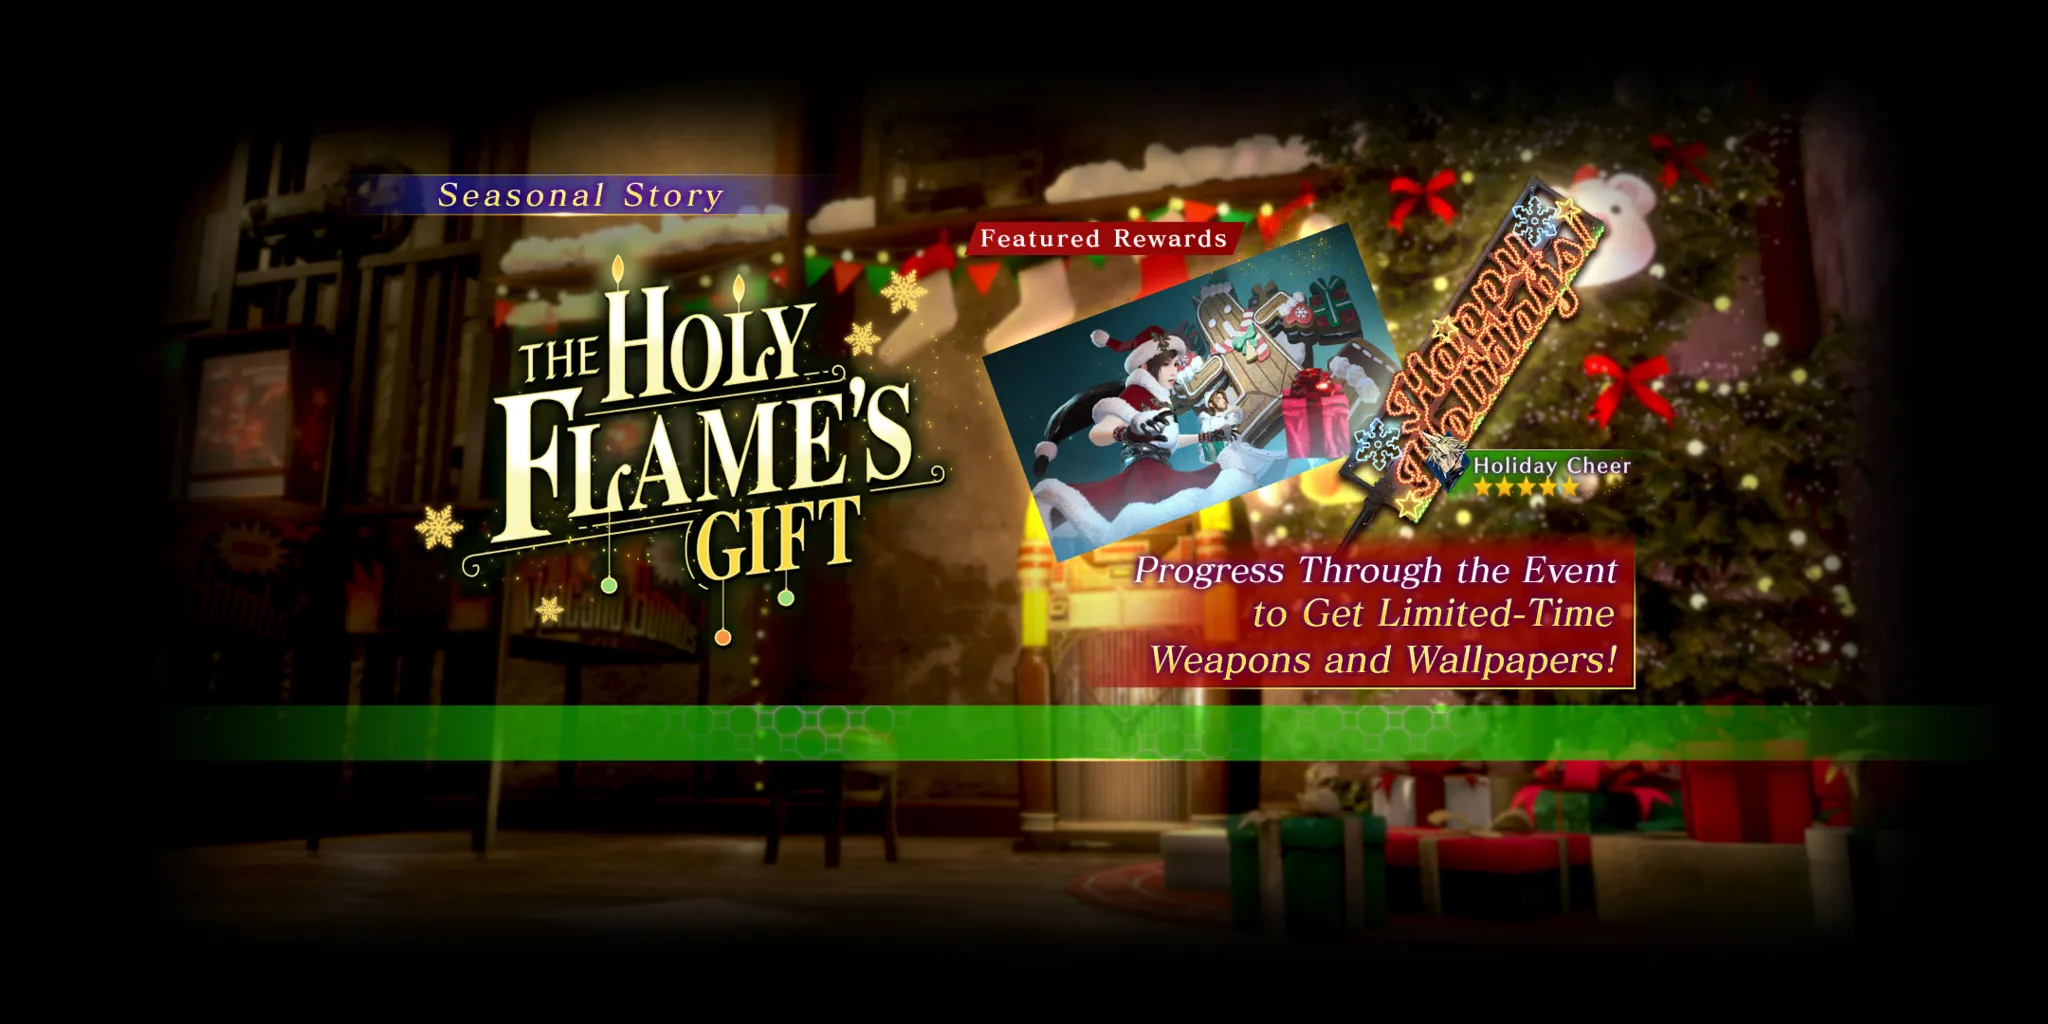 Seasonal Story
THE HOLY
FLAME'S
GIFT
Featured Rewards
Happy
Holidays!
Holiday Cheer
Progress Through the Event
to Get Limited-Time
Weapons and Wallpapers!